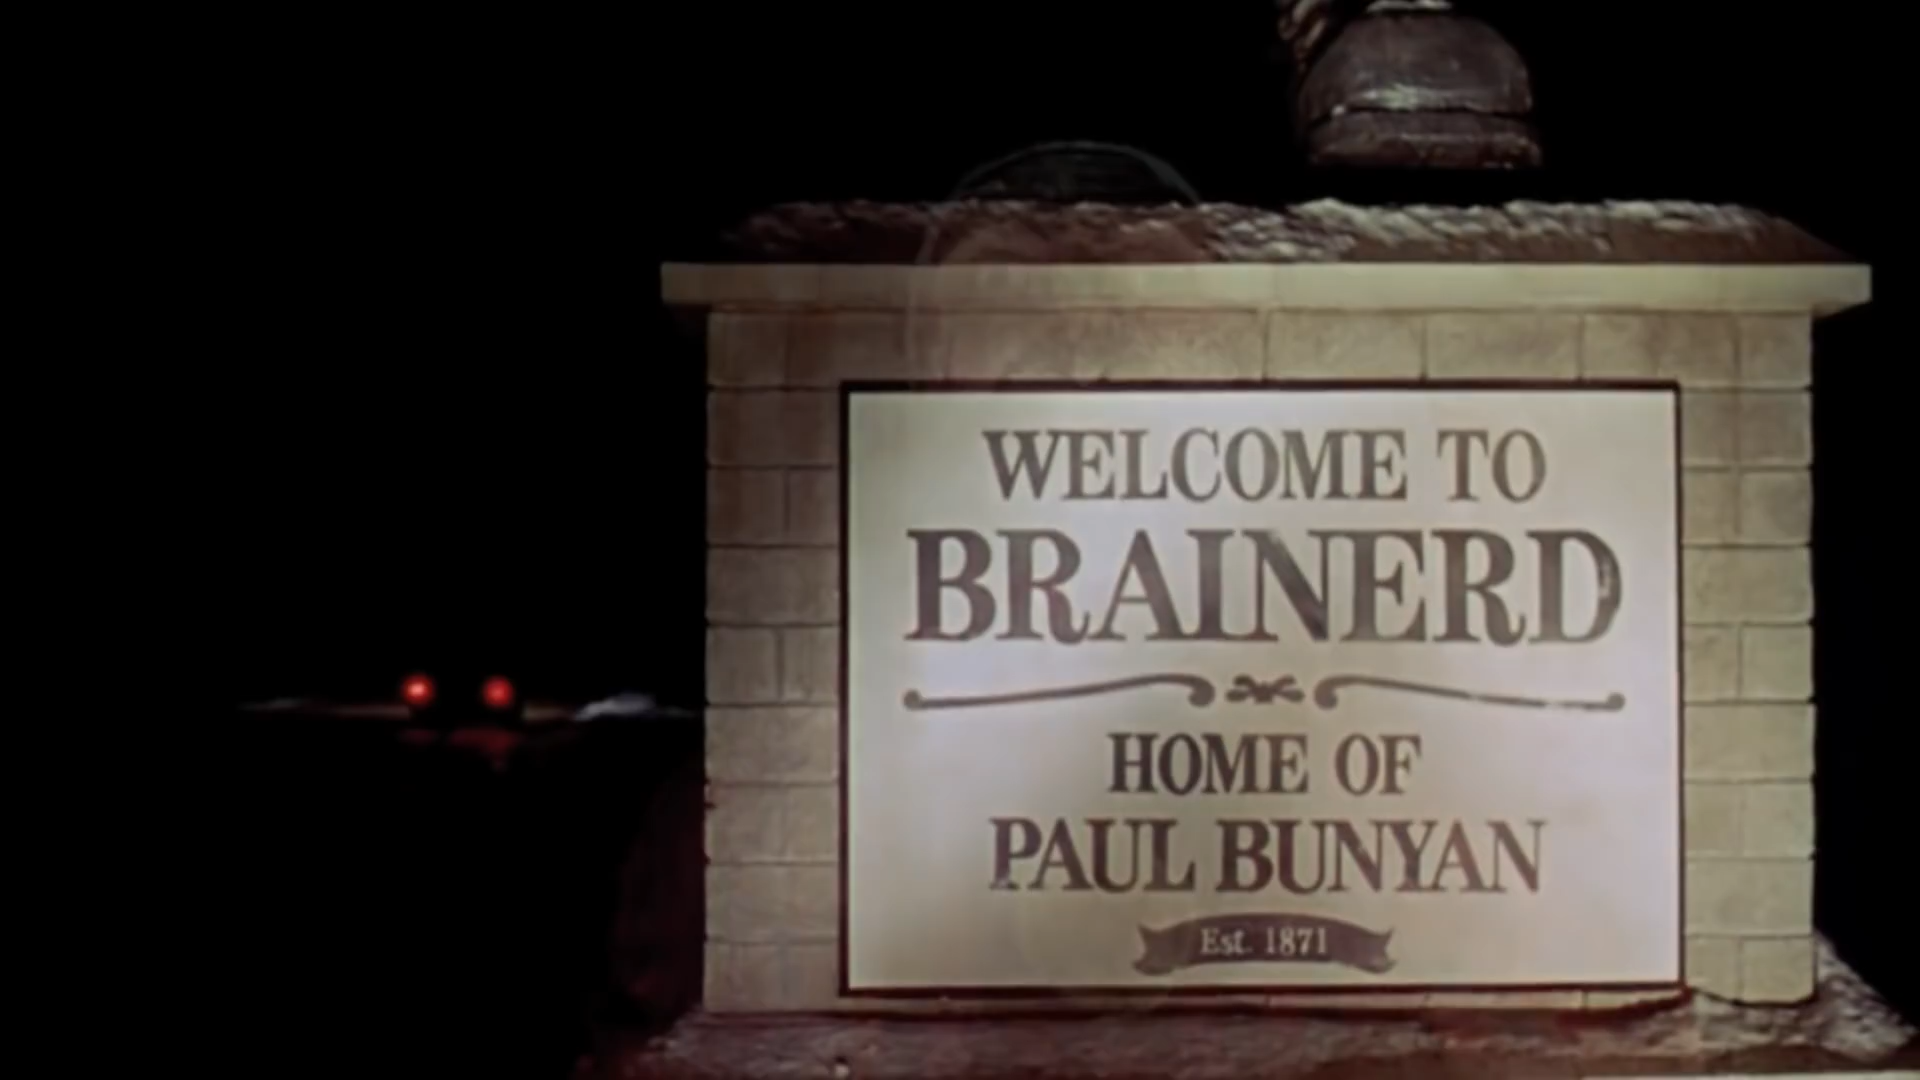 WELCOME TO
BRAINERD
HOME OF
PAUL BUNYAN
Est. 1871